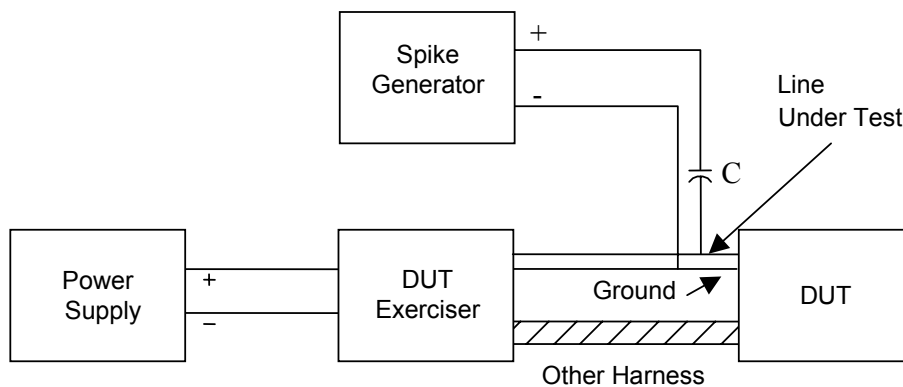 Spike
Generator
+
-
Line
Under Test
C
Power
Supply
+
–
DUT
Exerciser
Ground
DUT
Other Harness